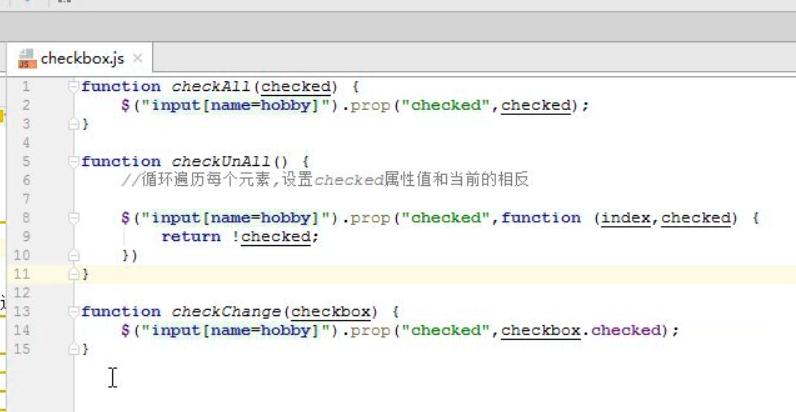 checkbox.js
1 function checkAll(checked) {
2 $("input[name=hobby]").prop("checked",checked);
3 }
4
5 function checkUnAll() {
6 //循环遍历每个元素,设置checked属性值和当前的相反
7
8 $("input[name=hobby]").prop("checked",function (index,checked) {
9 return !checked;
10 })
11 }
12
13 function checkChange(checkbox) {
14 $("input[name=hobby]").prop("checked",checkbox.checked);
15 }